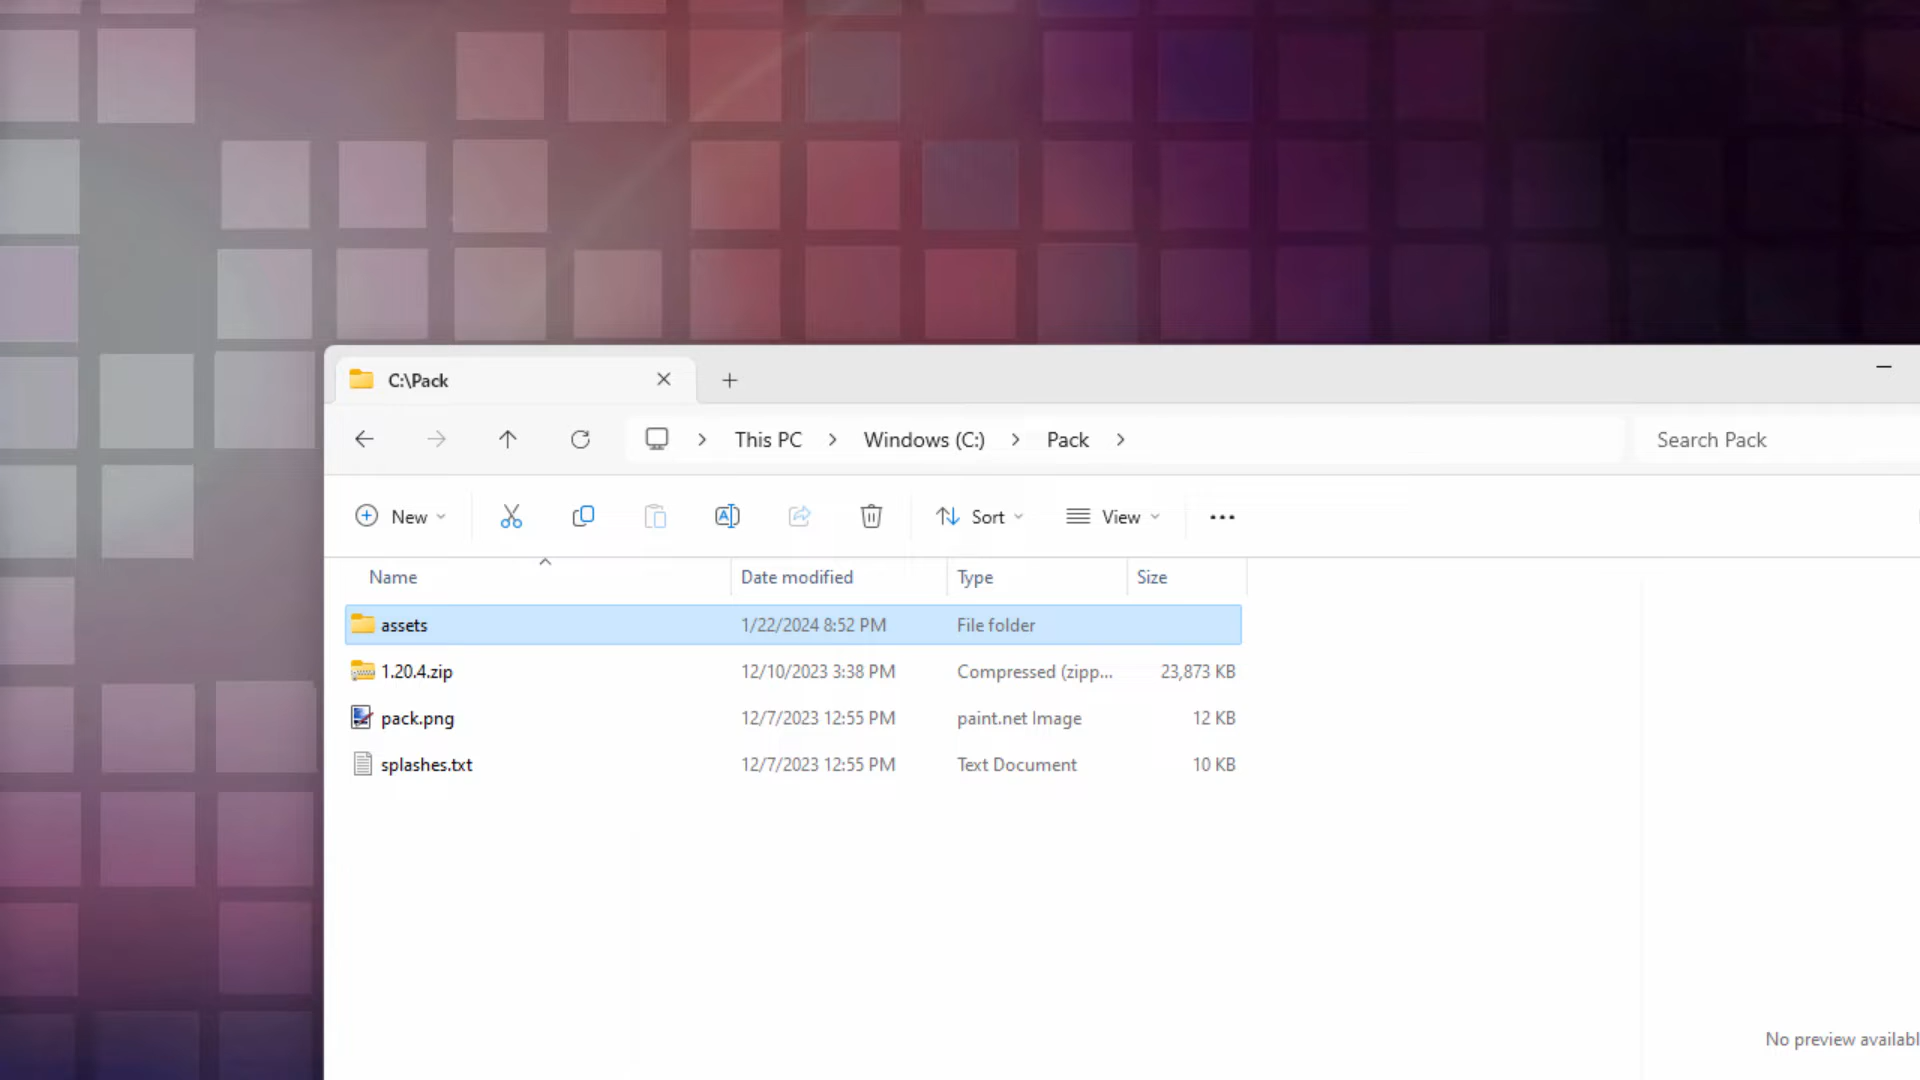 C:\Pack
This PC > Windows (C:) > Pack >
Search Pack
New
Sort
View
Name Date modified Type Size
assets 1/22/2024 8:52 PM File folder
1.20.4.zip 12/10/2023 3:38 PM Compressed (zipp... 23,873 KB
pack.png 12/7/2023 12:55 PM paint.net Image 12 KB
splashes.txt 12/7/2023 12:55 PM Text Document 10 KB
No preview availabl